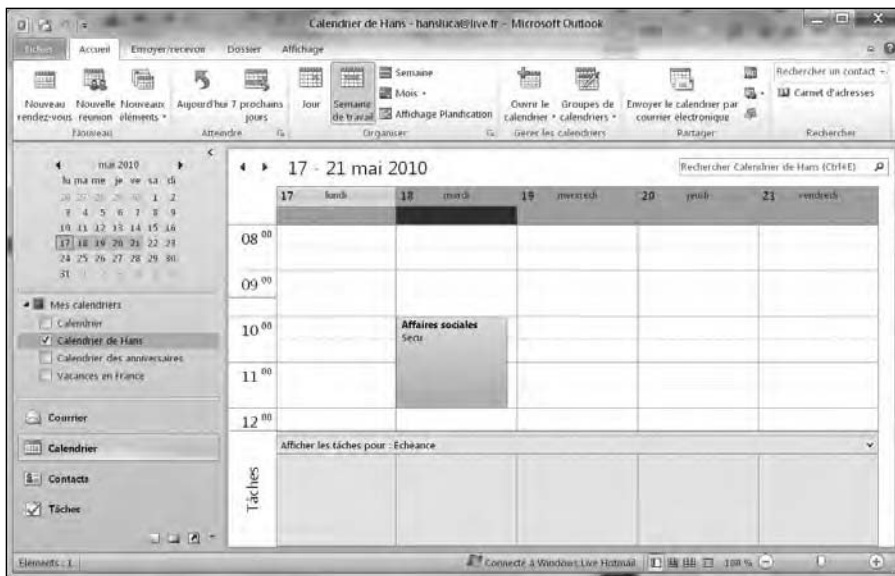 Calendrier de Hans - hansluca@live.fr - Microsoft Outlook
Fichier Accueil Envoyer/recevoir Dossier Affichage
Nouveau rendez-vous
Nouvelle réunion
Nouveaux éléments
Nouveau
Aujourd'hui
7 prochains jours
Atteindre
Jour
Semaine de travail
Semaine
Mois
Affichage Planification
Organiser
Ouvrir le calendrier
Groupes de calendriers
Gérer les calendriers
Envoyer le calendrier par courrier électronique
Partager
Rechercher un contact
Carnet d'adresses
Rechercher
mai 2010
lu ma me je ve sa di
1 2
3 4 5 6 7 8 9
10 11 12 13 14 15 16
17 18 19 20 21 22 23
24 25 26 27 28 29 30
31
Mes calendriers
Calendrier
Calendrier de Hans
Calendrier des anniversaires
Vacances en France
Courrier
Calendrier
Contacts
Tâches
17 - 21 mai 2010
Rechercher Calendrier de Hans (Ctrl+E)
17 lundi 18 mardi 19 mercredi 20 jeudi 21 vendredi
08 00
09 00
10 00
Affaires sociales
Secu
11 00
12 00
Afficher les tâches pour : Échéance
Tâches
Éléments : 1
Connecté à Windows Live Hotmail
100 %